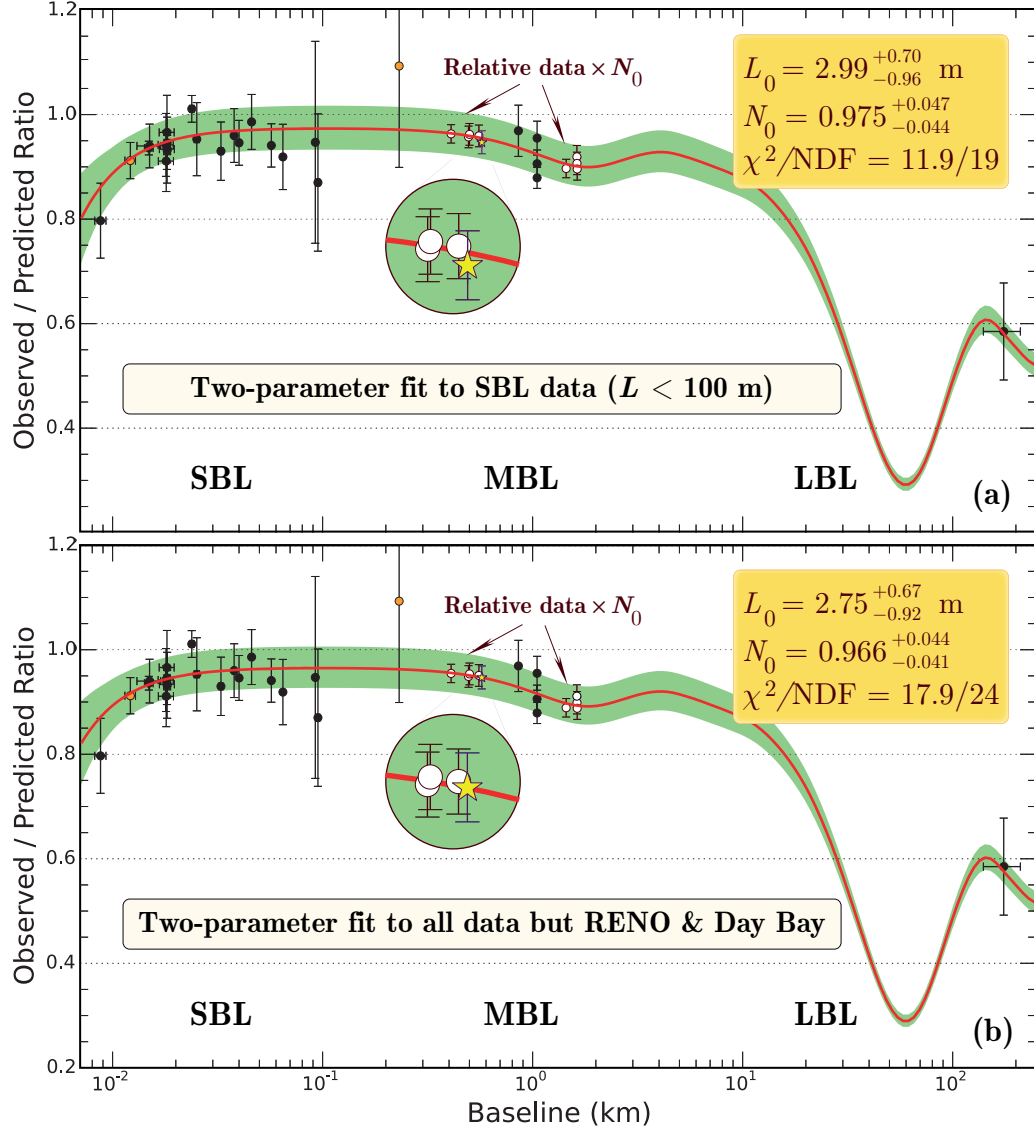 1.2
1.0
0.8
0.6
0.4
Observed / Predicted Ratio
Relative data × N₀
L₀ = 2.99 +0.70 −0.96 m
N₀ = 0.975 +0.047 −0.044
χ²/NDF = 11.9/19
Two-parameter fit to SBL data (L < 100 m)
SBL
MBL
LBL
(a)
1.2
1.0
0.8
0.6
0.4
0.2
Observed / Predicted Ratio
Relative data × N₀
L₀ = 2.75 +0.67 −0.92 m
N₀ = 0.966 +0.044 −0.041
χ²/NDF = 17.9/24
Two-parameter fit to all data but RENO & Day Bay
SBL
MBL
LBL
(b)
10⁻² 10⁻¹ 10⁰ 10¹ 10²
Baseline (km)